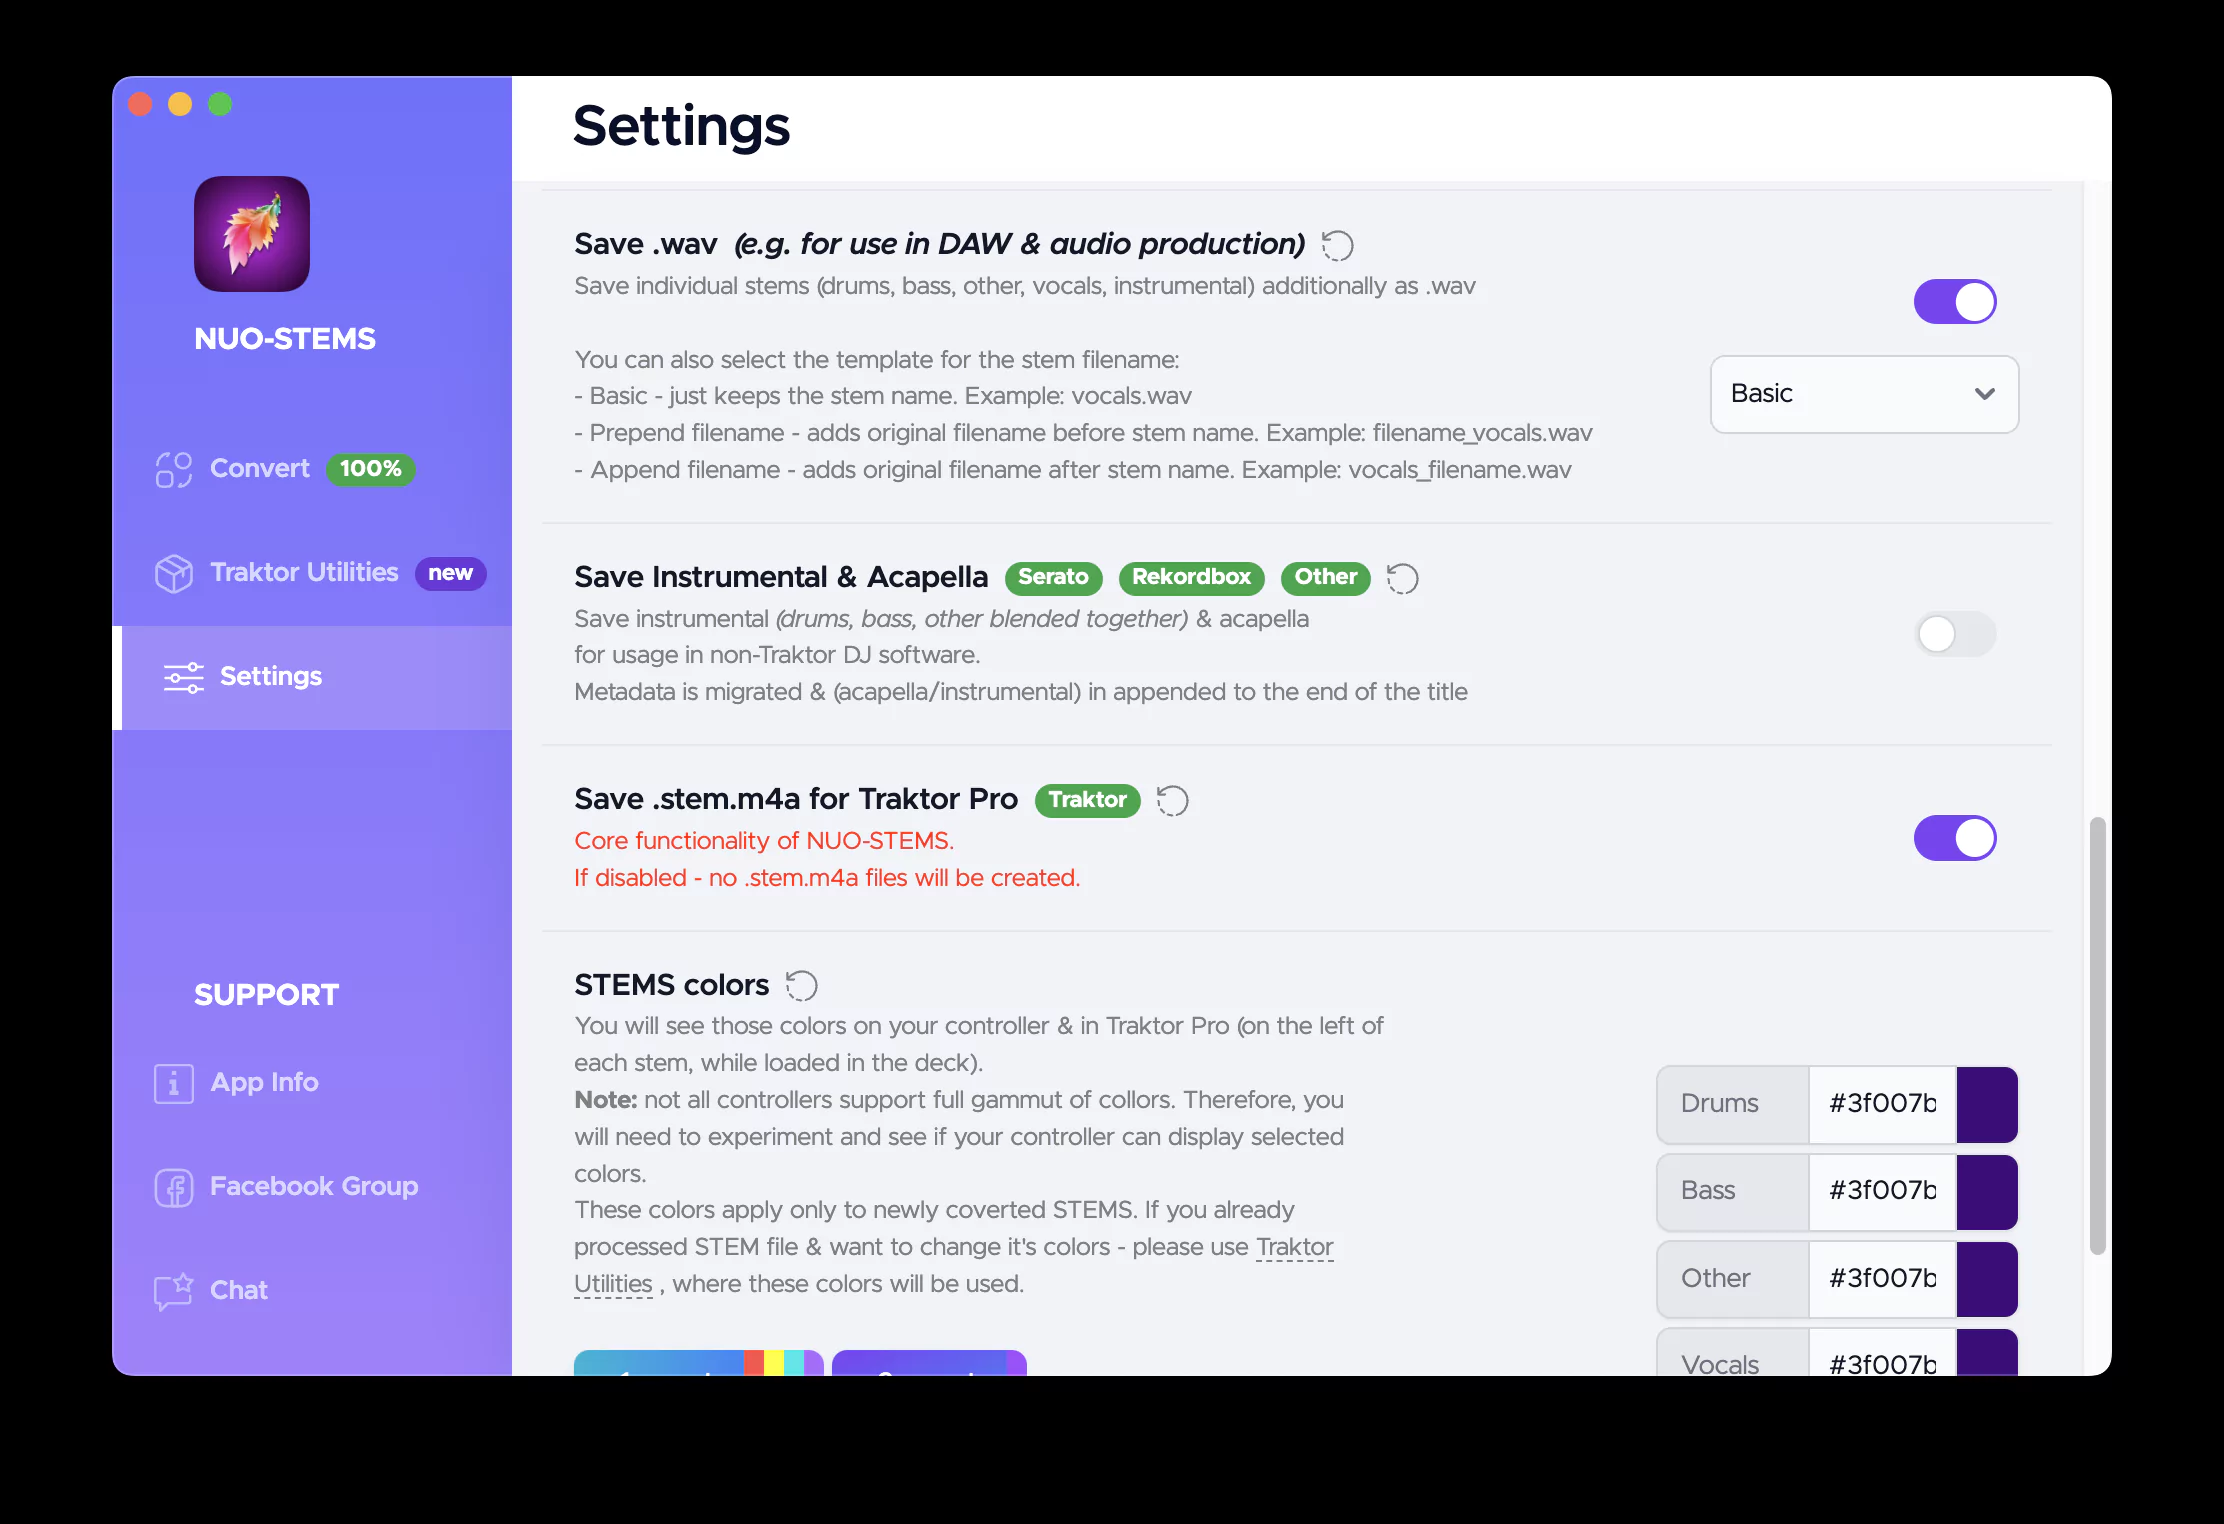 Settings
NUO-STEMS
Convert 100%
Traktor Utilities new
Settings
SUPPORT
App Info
Facebook Group
Chat
Save .wav (e.g. for use in DAW & audio production)
Save individual stems (drums, bass, other, vocals, instrumental) additionally as .wav
You can also select the template for the stem filename:
- Basic - just keeps the stem name. Example: vocals.wav
- Prepend filename - adds original filename before stem name. Example: filename_vocals.wav
- Append filename - adds original filename after stem name. Example: vocals_filename.wav
Basic
Save Instrumental & Acapella Serato Rekordbox Other
Save instrumental (drums, bass, other blended together) & acapella
for usage in non-Traktor DJ software.
Metadata is migrated & (acapella/instrumental) in appended to the end of the title
Save .stem.m4a for Traktor Pro Traktor
Core functionality of NUO-STEMS.
If disabled - no .stem.m4a files will be created.
STEMS colors
You will see those colors on your controller & in Traktor Pro (on the left of
each stem, while loaded in the deck).
Note: not all controllers support full gammut of collors. Therefore, you
will need to experiment and see if your controller can display selected
colors.
These colors apply only to newly coverted STEMS. If you already
processed STEM file & want to change it's colors - please use Traktor
Utilities , where these colors will be used.
Drums #3f007b
Bass #3f007b
Other #3f007b
Vocals #3f007b